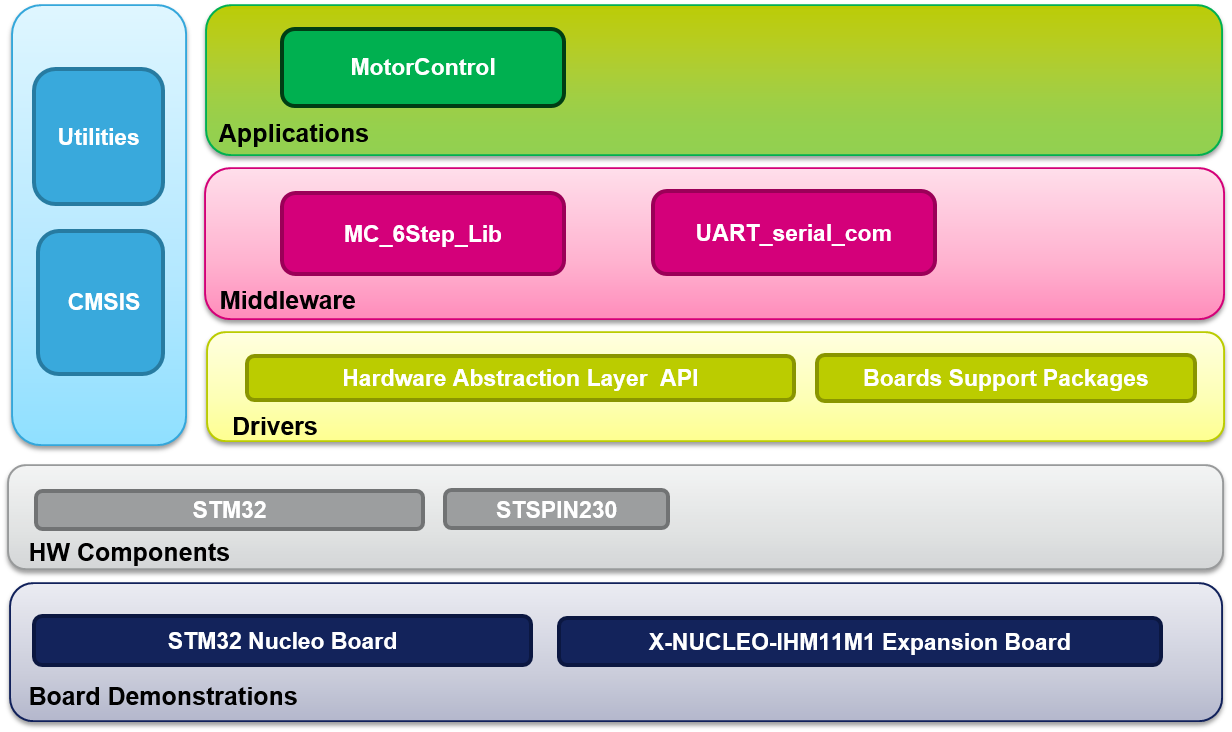 Utilities
CMSIS
MotorControl
Applications
MC_6Step_Lib
UART_serial_com
Middleware
Hardware Abstraction Layer  API
Boards Support Packages
Drivers
STM32
STSPIN230
HW Components
STM32 Nucleo Board
X-NUCLEO-IHM11M1 Expansion Board
Board Demonstrations